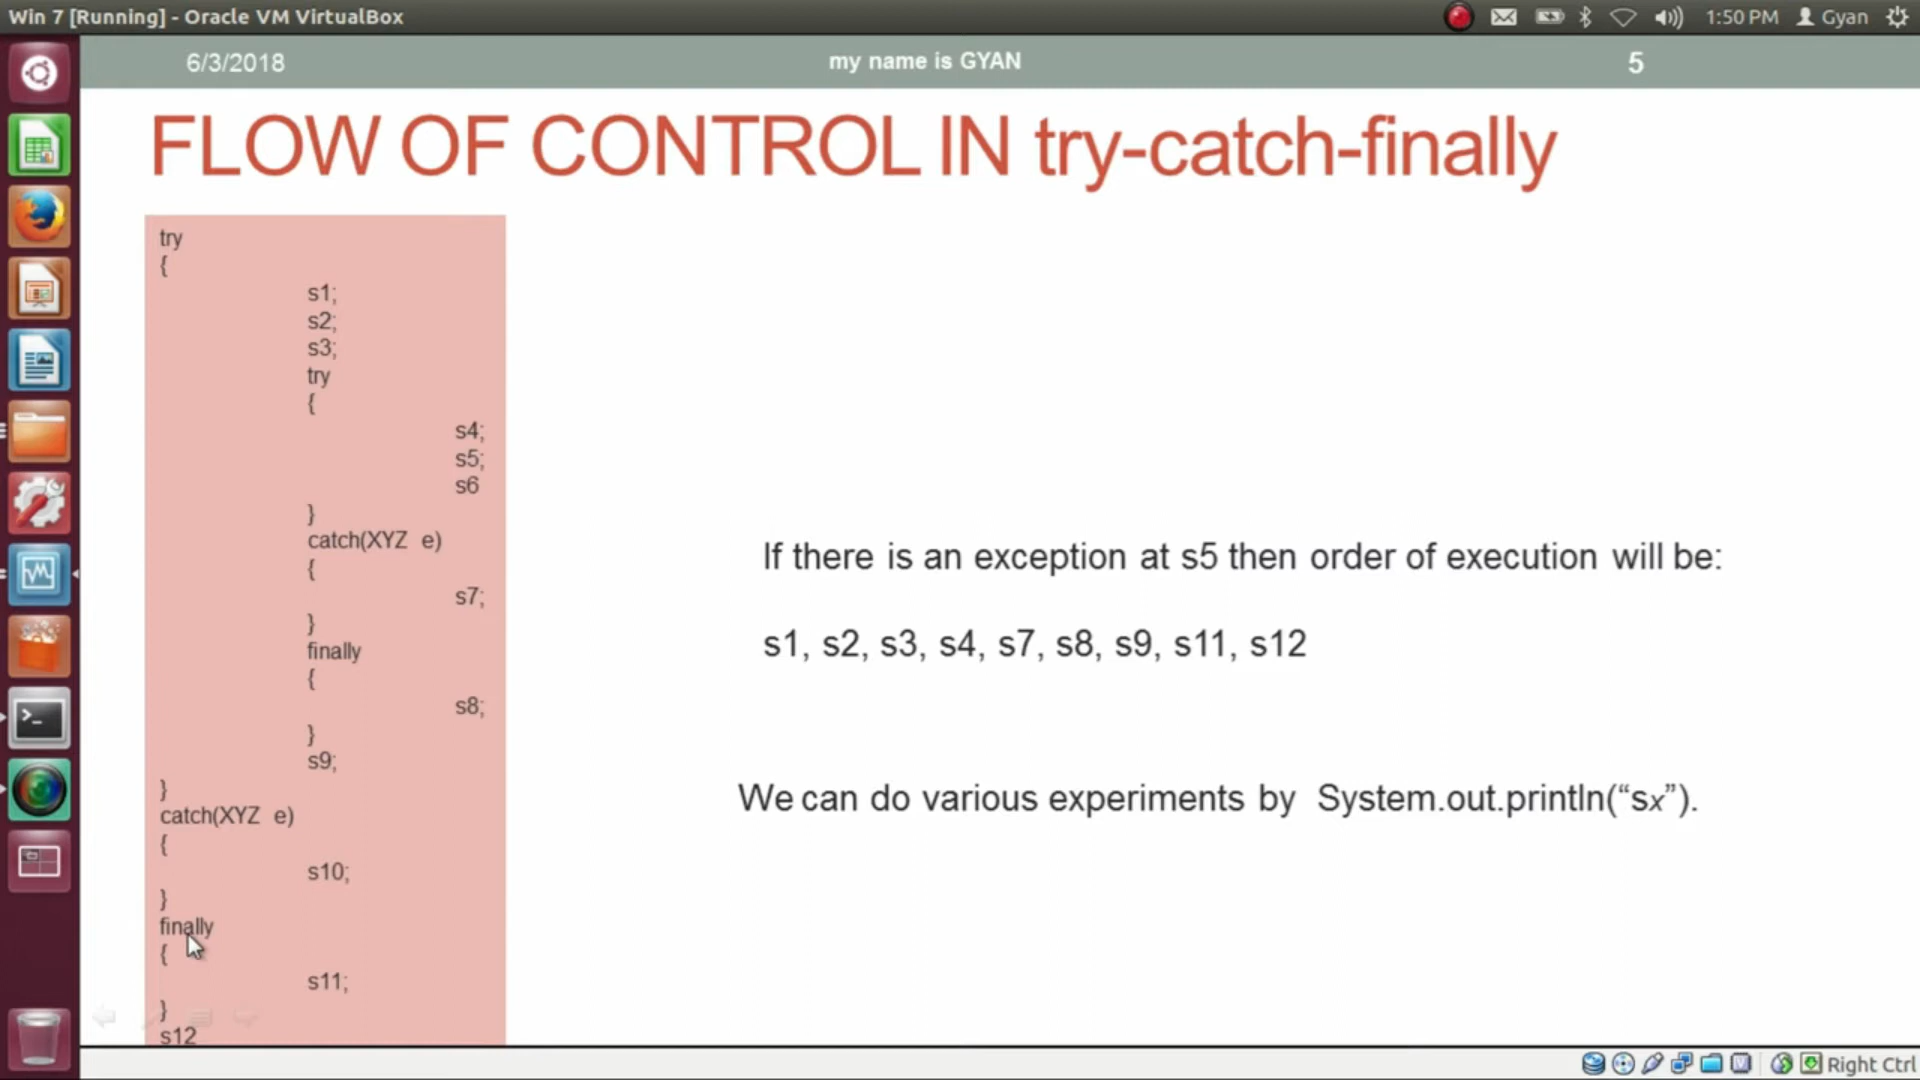 Win 7 [Running] - Oracle VM VirtualBox
1:50 PM Gyan
6/3/2018 my name is GYAN 5
FLOW OF CONTROL IN try-catch-finally
try
{
s1;
s2;
s3;
try
{
s4;
s5;
s6
}
catch(XYZ e)
{
s7;
}
finally
{
s8;
}
s9;
}
catch(XYZ e)
{
s10;
}
finally
{
s11;
}
s12
If there is an exception at s5 then order of execution will be:
s1, s2, s3, s4, s7, s8, s9, s11, s12
We can do various experiments by System.out.println(“sx”).
Right Ctrl